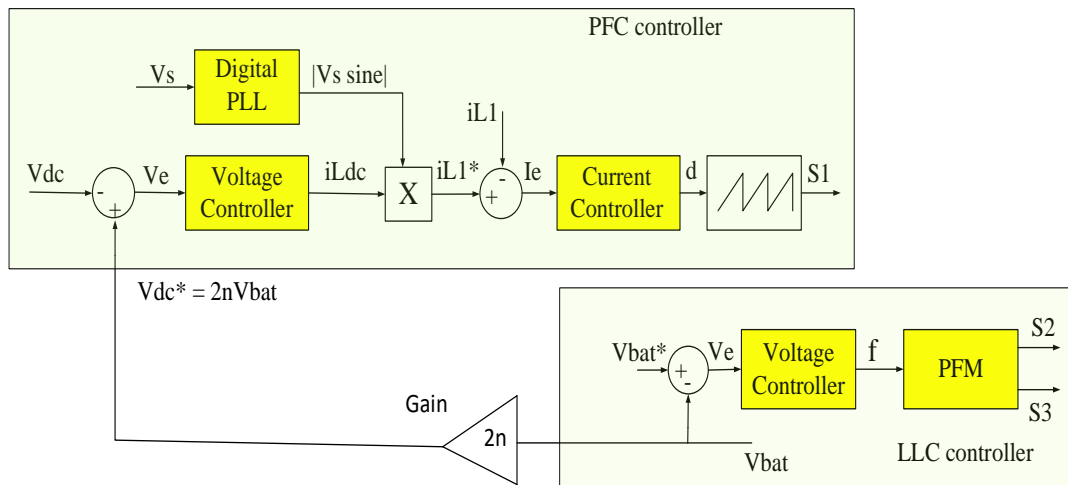 PFC controller
Vs
Digital
PLL
|Vs sine|
iL1
Vdc
-
+
Ve
Voltage
Controller
iLdc
X
iL1*
-
+
Ie
Current
Controller
d
S1
Vdc* = 2nVbat
Gain
2n
Vbat*
+
-
Ve
Voltage
Controller
f
PFM
S2
S3
Vbat
LLC controller